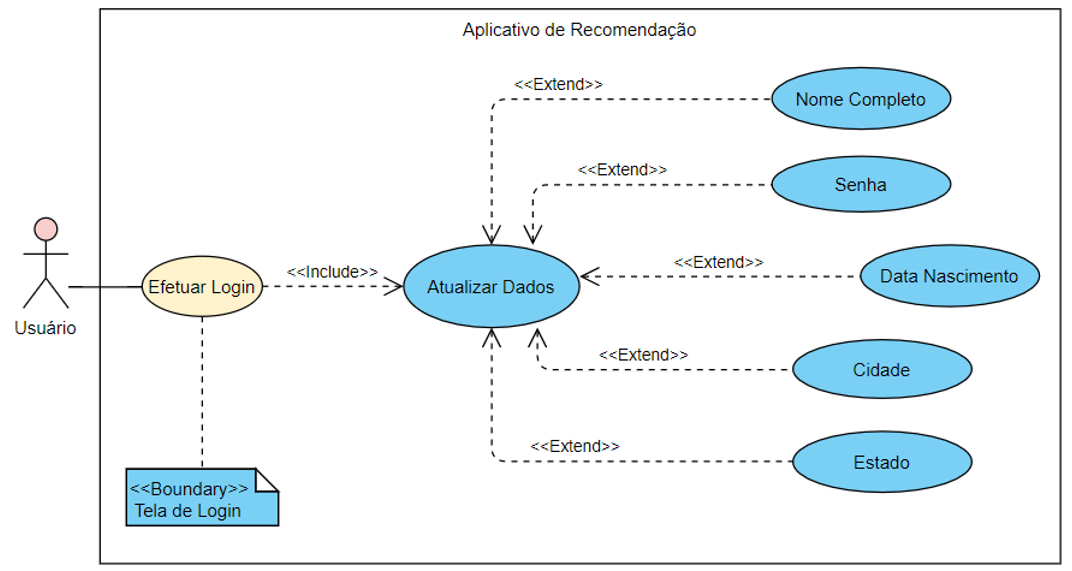 Aplicativo de Recomendação
<<Extend>>
Nome Completo
<<Extend>>
Senha
<<Extend>>
Data Nascimento
<<Include>>
Efetuar Login
Atualizar Dados
Usuário
<<Extend>>
Cidade
<<Extend>>
Estado
<<Boundary>>
Tela de Login